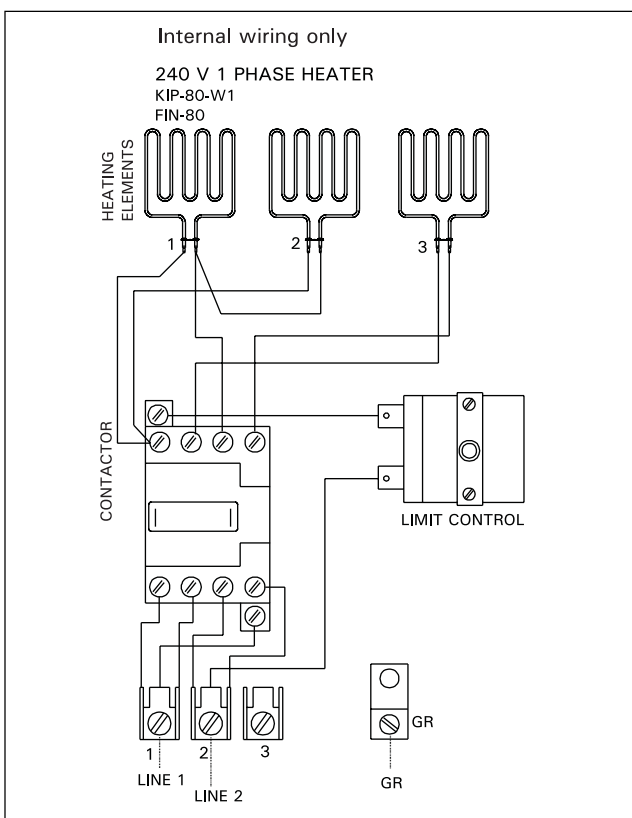 Internal wiring only
240 V 1 PHASE HEATER
KIP-80-W1
FIN-80
HEATING
ELEMENTS
1
2
3
CONTACTOR
LIMIT CONTROL
1
2
3
LINE 1
LINE 2
GR
GR